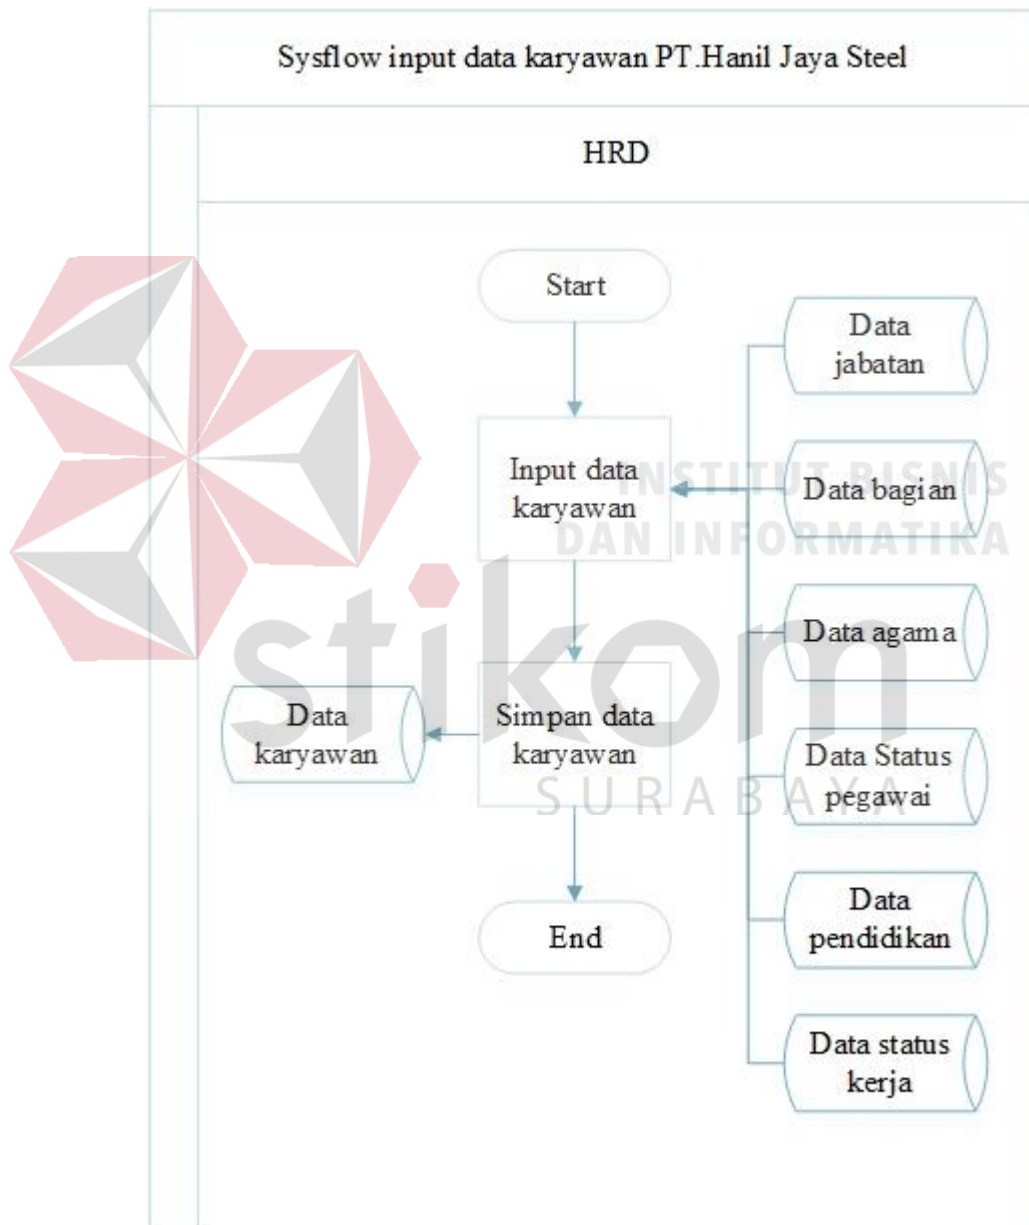 Sysflow input data karyawan PT.Hanil Jaya Steel
HRD
Start
Data
jabatan
Input data
karyawan
INSTITUT BISNIS
DAN INFORMATIKA
Data bagian
stikom
SURABAYA
Data agama
Data
karyawan
Simpan data
karyawan
Data Status
pegawai
End
Data
pendidikan
Data status
kerja